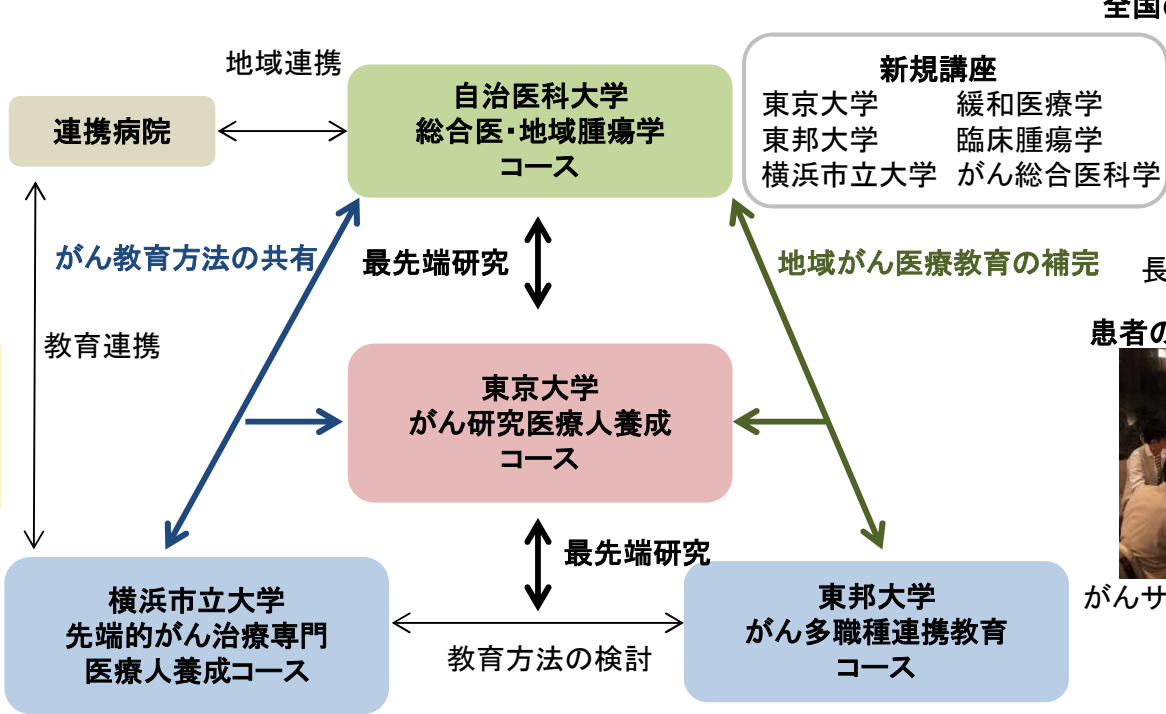 全国
地域連携
自治医科大学
総合医・地域腫瘍学
コース
連携病院
新規講座
東京大学 緩和医療学
東邦大学 臨床腫瘍学
横浜市立大学 がん総合医科学
がん教育方法の共有
最先端研究
地域がん医療教育の補完
長
教育連携
患者の
東京大学
がん研究医療人養成
コース
最先端研究
横浜市立大学
先端的がん治療専門
医療人養成コース
教育方法の検討
東邦大学
がん多職種連携教育
コース
がんサ